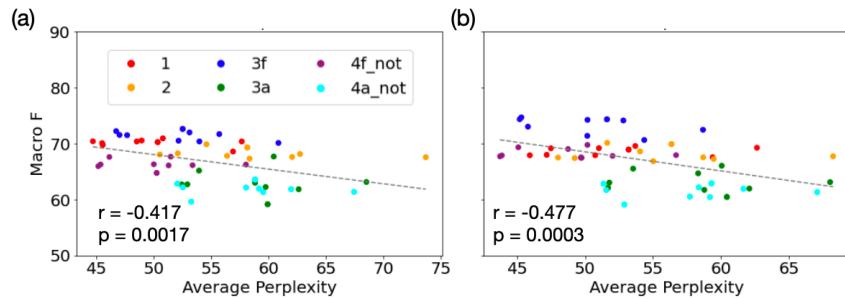 (a)
90
80
70
60
50
Macro F
1
3f
4f_not
2
3a
4a_not
r = -0.417
p = 0.0017
45 50 55 60 65 70 75
Average Perplexity
(b)
r = -0.477
p = 0.0003
45 50 55 60 65
Average Perplexity